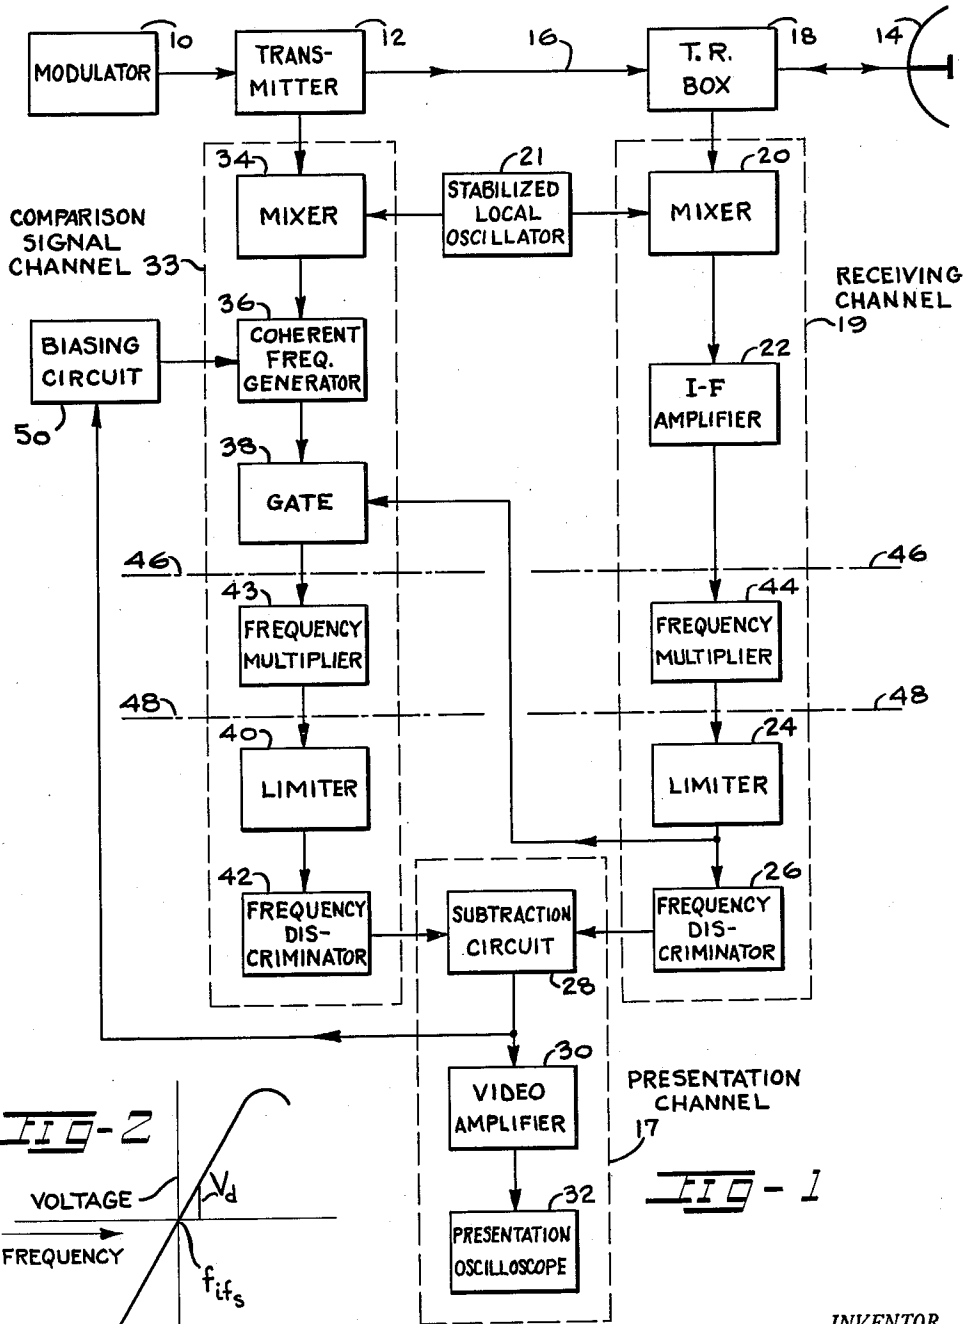 10
12
16
18
14
MODULATOR
TRANS-
MITTER
T.R.
BOX
34
21
20
MIXER
STABILIZED
LOCAL
OSCILLATOR
MIXER
COMPARISON
SIGNAL
CHANNEL 33
RECEIVING
CHANNEL
19
36
BIASING
CIRCUIT
50
COHERENT
FREQ.
GENERATOR
22
I-F
AMPLIFIER
38
GATE
46
46
43
FREQUENCY
MULTIPLIER
44
FREQUENCY
MULTIPLIER
48
48
40
LIMITER
24
LIMITER
42
FREQUENCY
DIS-
CRIMINATOR
SUBTRACTION
CIRCUIT
28
26
FREQUENCY
DIS-
CRIMINATOR
30
VIDEO
AMPLIFIER
PRESENTATION
CHANNEL
17
32
PRESENTATION
OSCILLOSCOPE
Fig-1
Fig-2
VOLTAGE
Vd
FREQUENCY
fifs
INVENTOR